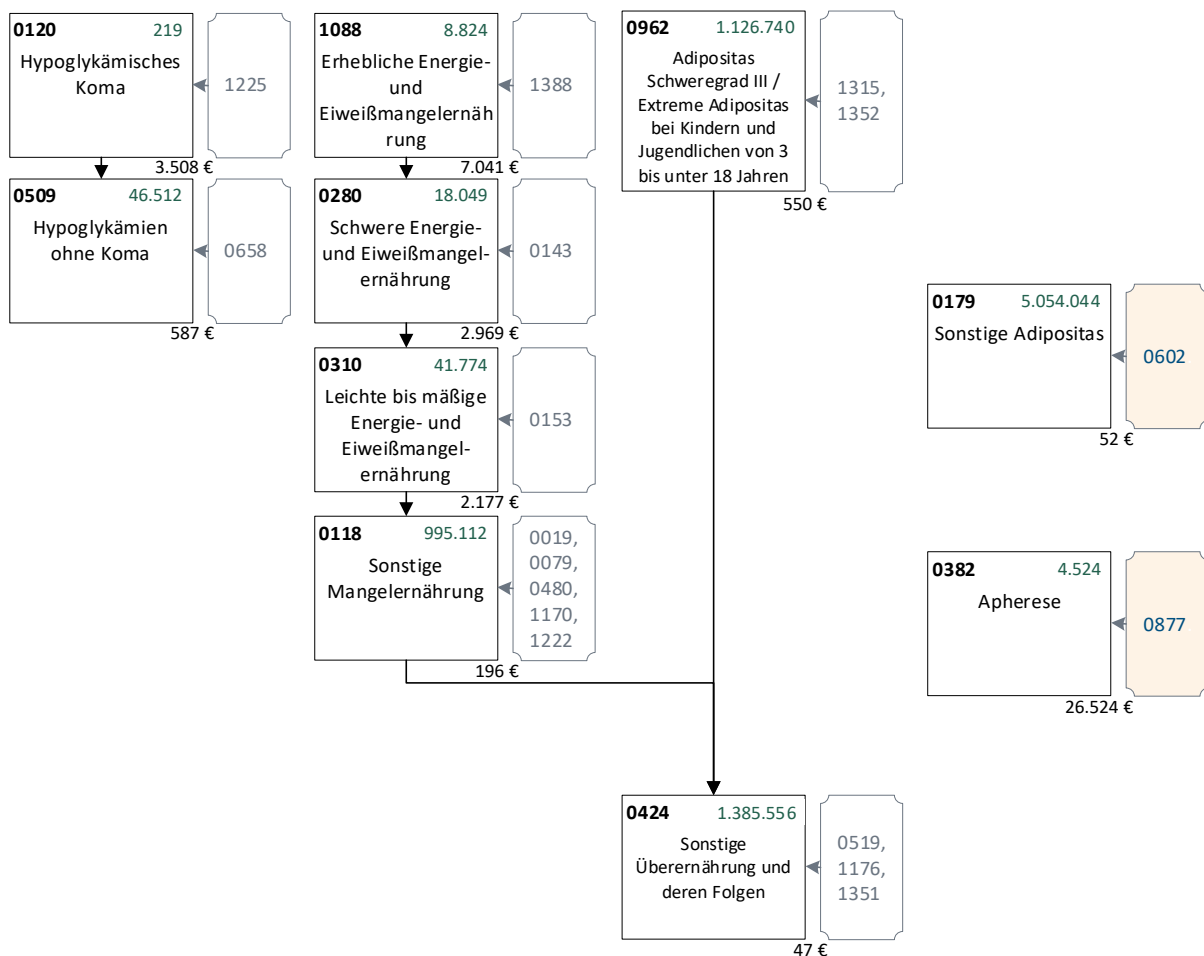 0120 219
Hypoglykämisches
Koma
1225
3.508 €
0509 46.512
Hypoglykämien
ohne Koma
0658
587 €
1088 8.824
Erhebliche Energie-
und
Eiweißmangelernäh
rung
1388
7.041 €
0280 18.049
Schwere Energie-
und Eiweißmangel-
ernährung
0143
2.969 €
0310 41.774
Leichte bis mäßige
Energie- und
Eiweißmangel-
ernährung
0153
2.177 €
0118 995.112
Sonstige
Mangelernährung
0019,
0079,
0480,
1170,
1222
196 €
0962 1.126.740
Adipositas
Schweregrad III /
Extreme Adipositas
bei Kindern und
Jugendlichen von 3
bis unter 18 Jahren
1315,
1352
550 €
0424 1.385.556
Sonstige
Überernährung und
deren Folgen
0519,
1176,
1351
47 €
0179 5.054.044
Sonstige Adipositas
0602
52 €
0382 4.524
Apherese
0877
26.524 €